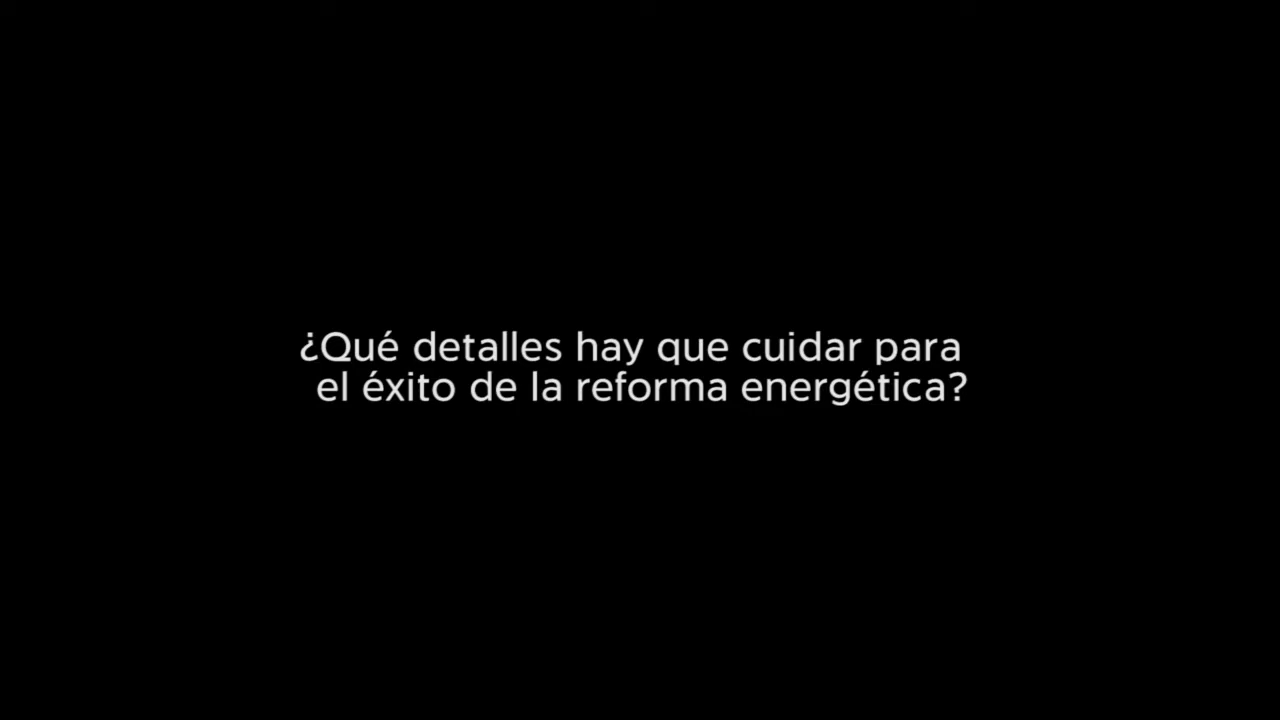 ¿Qué detalles hay que cuidar para
el éxito de la reforma energética?